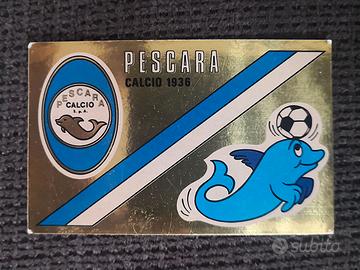 PESCARA
CALCIO 1936
PESCARA
CALCIO
S.p.A.
subito